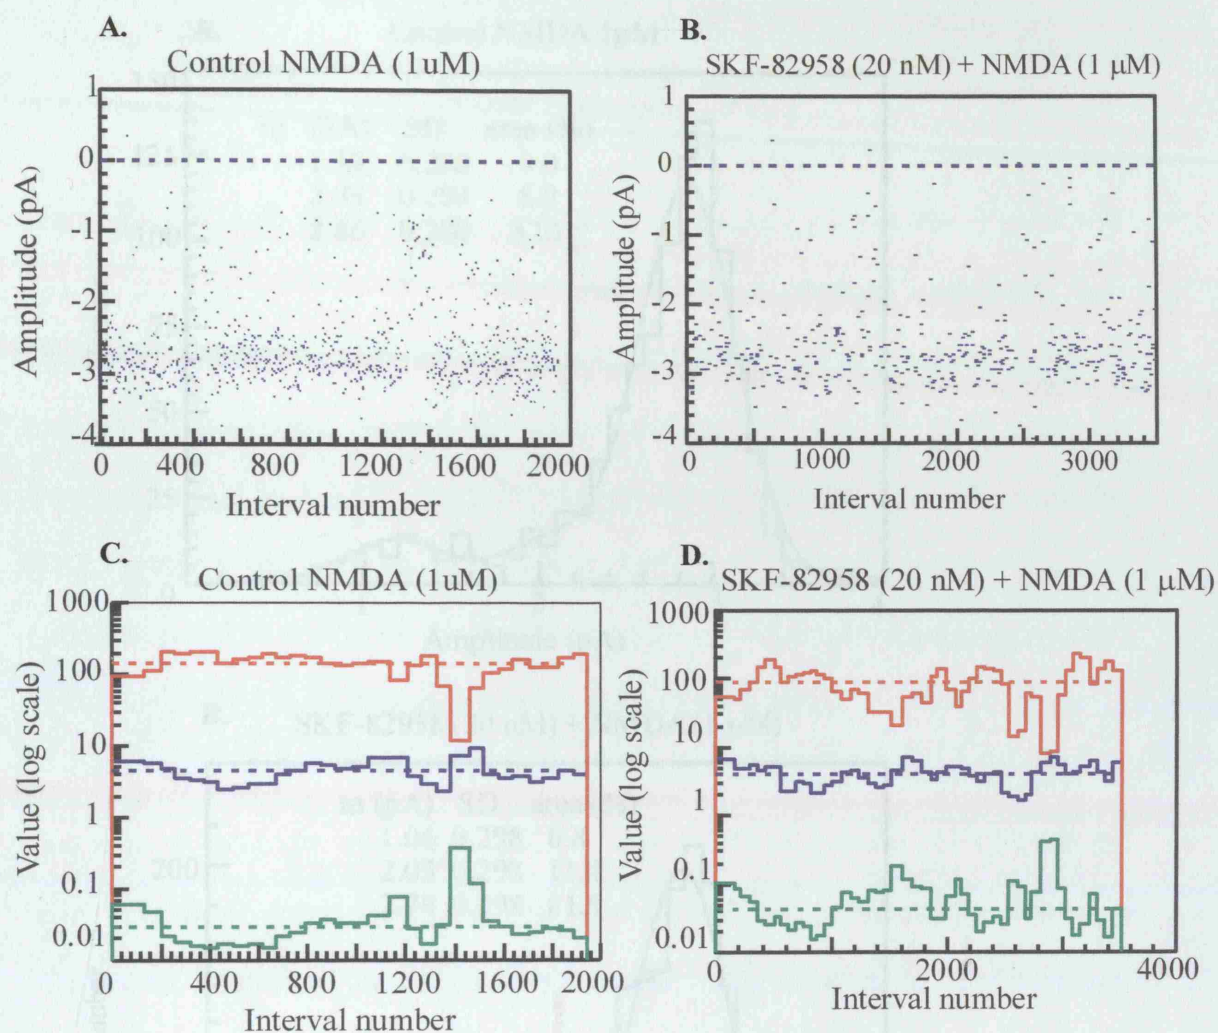 A.
Control NMDA (1uM)
Amplitude (pA)
1
0
−1
−2
−3
−4
0 400 800 1200 1600 2000
Interval number
B.
SKF-82958 (20 nM) + NMDA (1 μM)
Amplitude (pA)
1
0
−1
−2
−3
−4
0 1000 2000 3000
Interval number
C.
Control NMDA (1uM)
Value (log scale)
1000
100
10
1
0.1
0.01
0 400 800 1200 1600 2000
Interval number
D.
SKF-82958 (20 nM) + NMDA (1 μM)
Value (log scale)
1000
100
10
1
0.1
0.01
0 2000 4000
Interval number